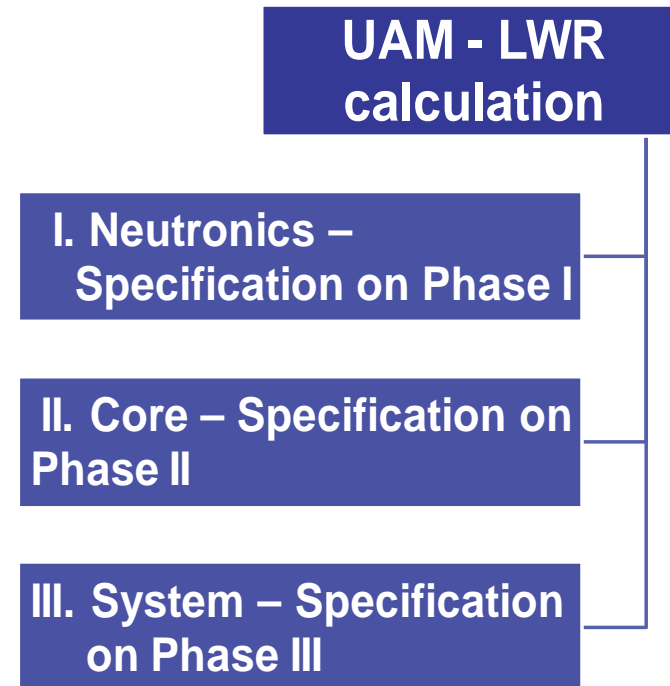 UAM - LWR
calculation
I. Neutronics –
Specification on Phase I
II. Core – Specification on
Phase II
III. System – Specification
on Phase III